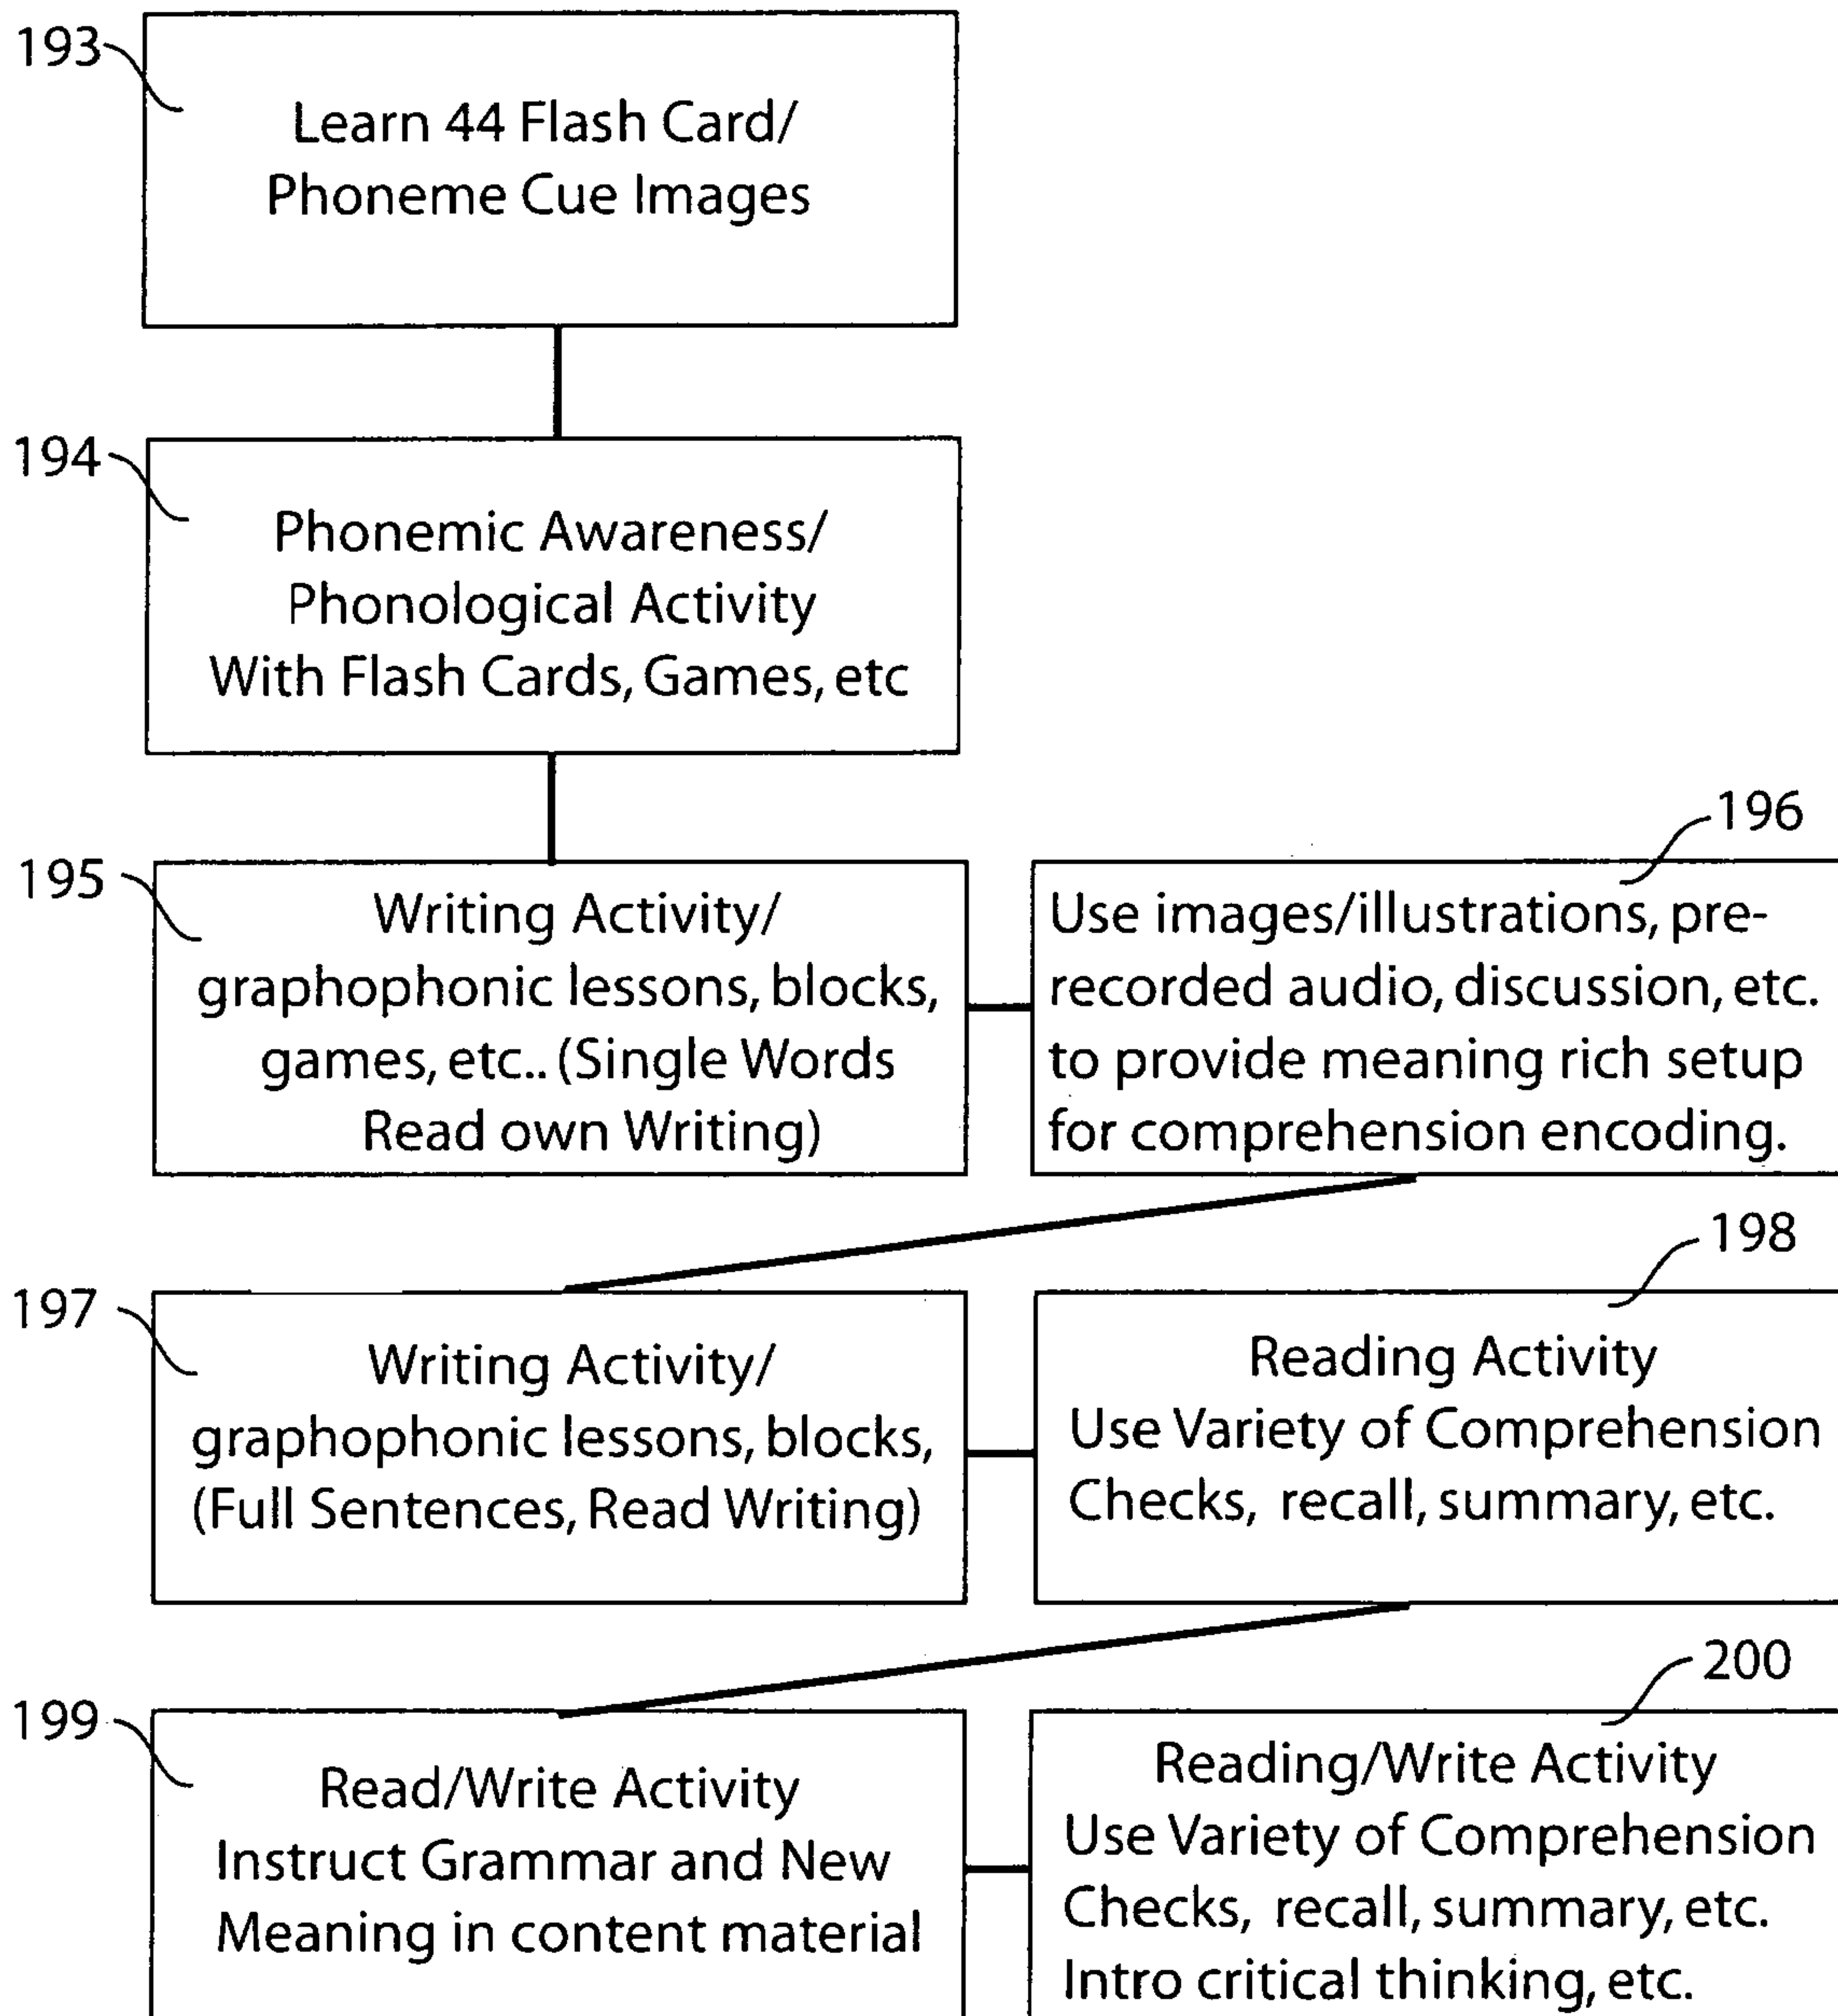 193
Learn 44 Flash Card/
Phoneme Cue Images
194
Phonemic Awareness/
Phonological Activity
With Flash Cards, Games, etc
195
Writing Activity/
graphophonic lessons, blocks,
games, etc.. (Single Words
Read own Writing)
196
Use images/illustrations, pre-
recorded audio, discussion, etc.
to provide meaning rich setup
for comprehension encoding.
197
Writing Activity/
graphophonic lessons, blocks,
(Full Sentences, Read Writing)
198
Reading Activity
Use Variety of Comprehension
Checks, recall, summary, etc.
199
Read/Write Activity
Instruct Grammar and New
Meaning in content material
200
Reading/Write Activity
Use Variety of Comprehension
Checks, recall, summary, etc.
Intro critical thinking, etc.